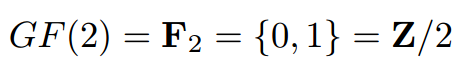 GF(2) = F₂ = {0, 1} = Z/2